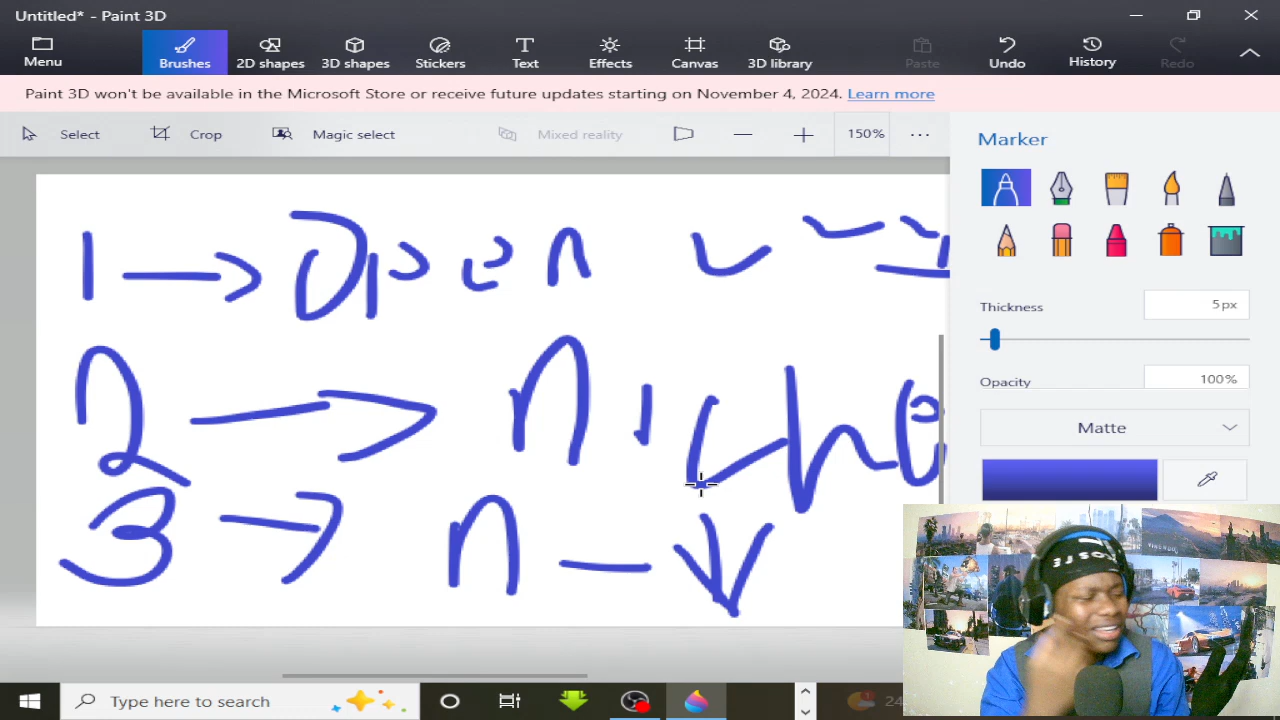 Untitled* - Paint 3D
Menu Brushes 2D shapes 3D shapes Stickers Text Effects Canvas 3D library Paste Undo History Redo
Paint 3D won't be available in the Microsoft Store or receive future updates starting on November 4, 2024. Learn more
Select Crop Magic select Mixed reality 150% ...
Marker
1 → Open
Thickness 5px
Opacity 100%
2 → niche
Matte
3 → n - v
Type here to search
24